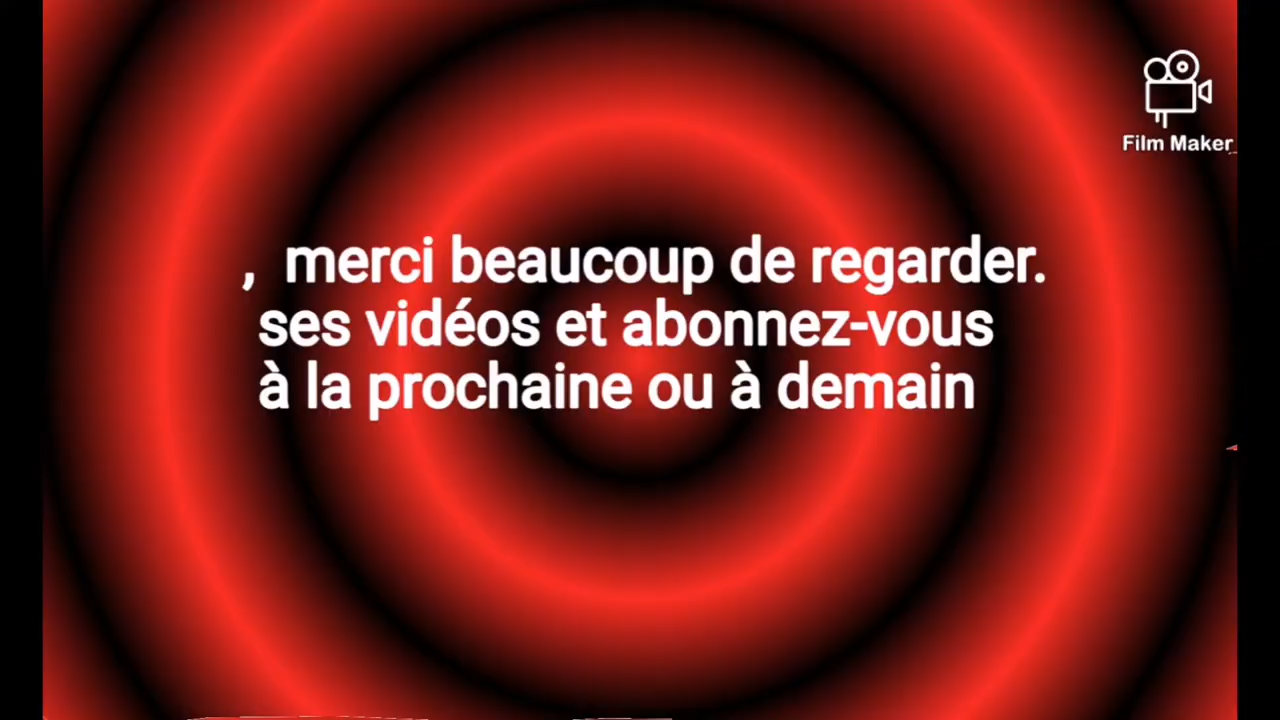 Film Maker
, merci beaucoup de regarder.
ses vidéos et abonnez-vous
à la prochaine ou à demain